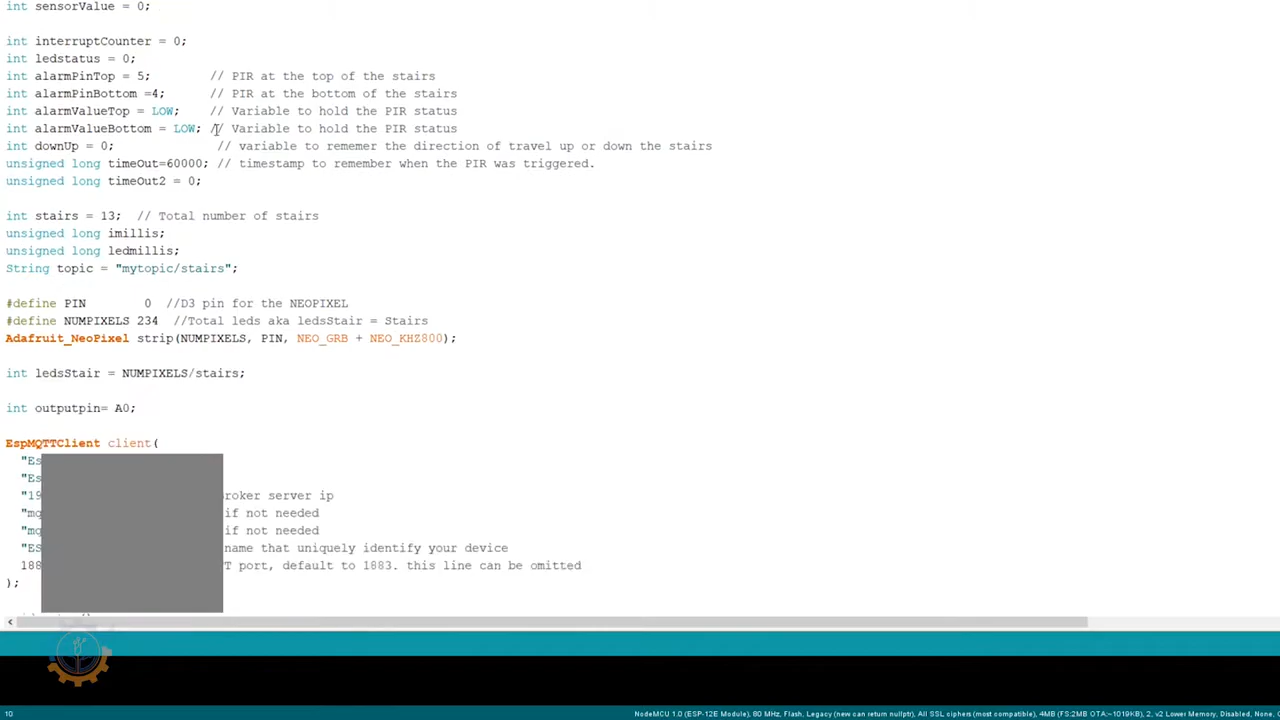 int sensorValue = 0;
int interruptCounter = 0;
int ledstatus = 0;
int alarmPinTop = 5; // PIR at the top of the stairs
int alarmPinBottom =4; // PIR at the bottom of the stairs
int alarmValueTop = LOW; // Variable to hold the PIR status
int alarmValueBottom = LOW; // Variable to hold the PIR status
int downUp = 0; // variable to rememer the direction of travel up or down the stairs
unsigned long timeOut=60000; // timestamp to remember when the PIR was triggered.
unsigned long timeOut2 = 0;
int stairs = 13; // Total number of stairs
unsigned long imillis;
unsigned long ledmillis;
String topic = "mytopic/stairs";
#define PIN 0 //D3 pin for the NEOPIXEL
#define NUMPIXELS 234 //Total leds aka ledsStair = Stairs
Adafruit_NeoPixel strip(NUMPIXELS, PIN, NEO_GRB + NEO_KHZ800);
int ledsStair = NUMPIXELS/stairs;
int outputpin= A0;
EspMQTTClient client(
"Es
"Es
"19 roker server ip
"mq if not needed
"mq if not needed
"ES name that uniquely identify your device
188 T port, default to 1883. this line can be omitted
);
10 NodeMCU 1.0 (ESP-12E Module), 80 MHz, Flash, Legacy (new can return nullptr), All SSL ciphers (most compatible), 4MB (FS:2MB OTA:~1019KB), 2, v2 Lower Memory, Disabled, None,